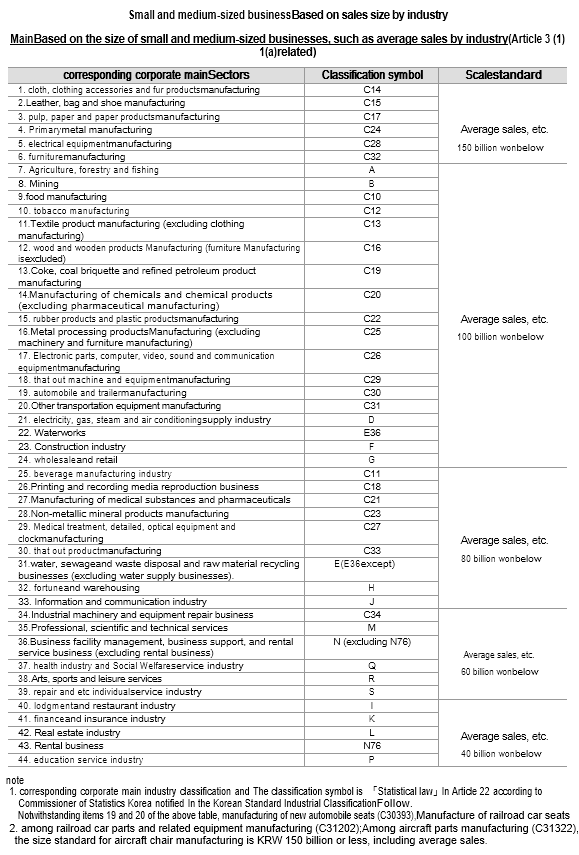 Small and medium-sized businessBased on sales size by industry
MainBased on the size of small and medium-sized businesses, such as average sales by industry(Article 3 (1)
1(a)related)
corresponding corporate mainSectors Classification symbol Scalestandard
1. cloth, clothing accessories and fur productsmanufacturing C14
2.Leather, bag and shoe manufacturing C15
3. pulp, paper and paper productsmanufacturing C17
4. Primarymetal manufacturing C24
5. electrical equipmentmanufacturing C28
6. furnituremanufacturing C32
Average sales, etc.
150 billion wonbelow
7. Agriculture, forestry and fishing A
8. Mining B
9.food manufacturing C10
10. tobacco manufacturing C12
11.Textile product manufacturing (excluding clothing
manufacturing) C13
12. wood and wooden products Manufacturing (furniture Manufacturing
isexcluded) C16
13.Coke, coal briquette and refined petroleum product
manufacturing C19
14.Manufacturing of chemicals and chemical products
(excluding pharmaceutical manufacturing) C20
15. rubber products and plastic productsmanufacturing C22
16.Metal processing productsManufacturing (excluding
machinery and furniture manufacturing) C25
17. Electronic parts, computer, video, sound and communication
equipmentmanufacturing C26
18. that out machine and equipmentmanufacturing C29
19. automobile and trailermanufacturing C30
20.Other transportation equipment manufacturing C31
21. electricity, gas, steam and air conditioningsupply industry D
22. Waterworks E36
23. Construction industry F
24. wholesaleand retail G
Average sales, etc.
100 billion wonbelow
25. beverage manufacturing industry C11
26.Printing and recording media reproduction business C18
27.Manufacturing of medical substances and pharmaceuticals C21
28.Non-metallic mineral products manufacturing C23
29. Medical treatment, detailed, optical equipment and
clockmanufacturing C27
30. that out productmanufacturing C33
31.water, sewageand waste disposal and raw material recycling
businesses (excluding water supply businesses). E(E36except)
32. fortuneand warehousing H
33. Information and communication industry J
Average sales, etc.
80 billion wonbelow
34.Industrial machinery and equipment repair business C34
35.Professional, scientific and technical services M
36.Business facility management, business support, and rental
service business (excluding rental business) N (excluding N76)
37. health industry and Social Welfareservice industry Q
38.Arts, sports and leisure services R
39. repair and etc individualservice industry S
Average sales, etc.
60 billion wonbelow
40. lodgmentand restaurant industry I
41. financeand insurance industry K
42. Real estate industry L
43. Rental business N76
44. education service industry P
Average sales, etc.
40 billion wonbelow
note
1. corresponding corporate main industry classification and The classification symbol is 「Statistical law」 In Article 22 according to
Commissioner of Statistics Korea notified In the Korean Standard Industrial ClassificationFollow.
Notwithstanding items 19 and 20 of the above table, manufacturing of new automobile seats (C30393),Manufacture of railroad car seats
2. among railroad car parts and related equipment manufacturing (C31202);Among aircraft parts manufacturing (C31322),
the size standard for aircraft chair manufacturing is KRW 150 billion or less, including average sales.